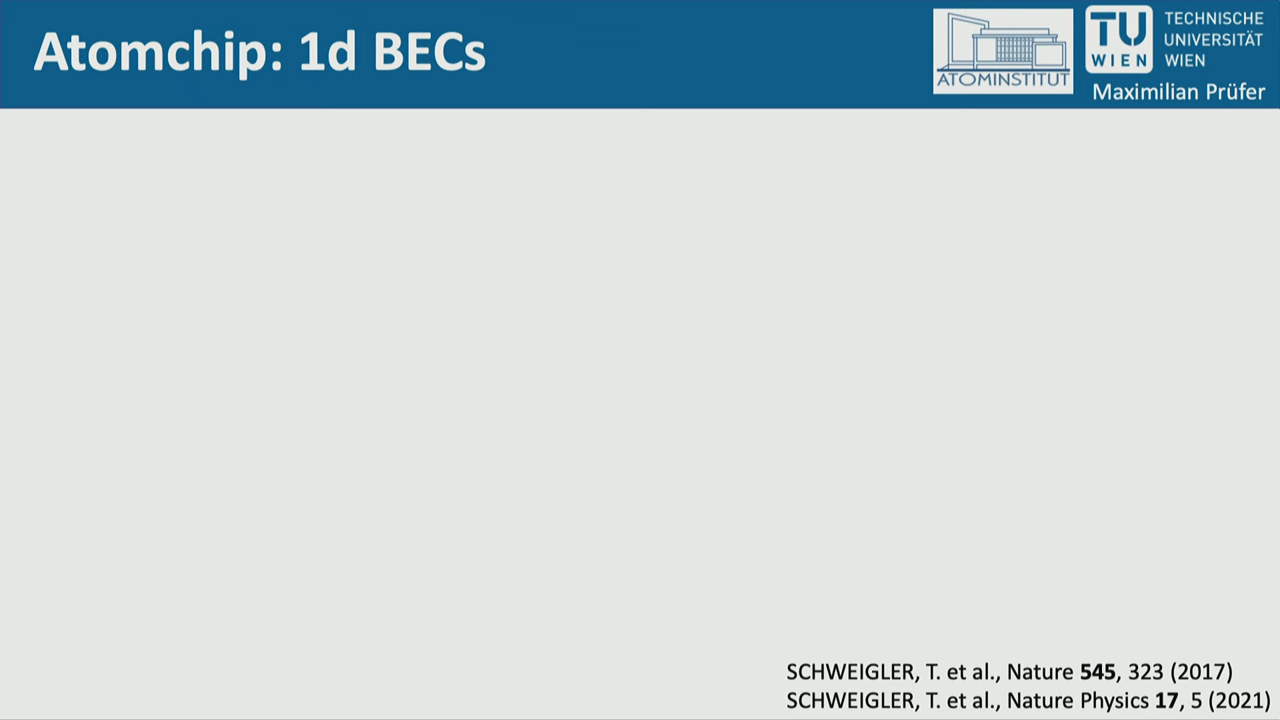 Atomchip: 1d BECs
ATOMINSTITUT
TU
WIEN
TECHNISCHE
UNIVERSITÄT
WIEN
Maximilian Prüfer
SCHWEIGLER, T. et al., Nature 545, 323 (2017)
SCHWEIGLER, T. et al., Nature Physics 17, 5 (2021)